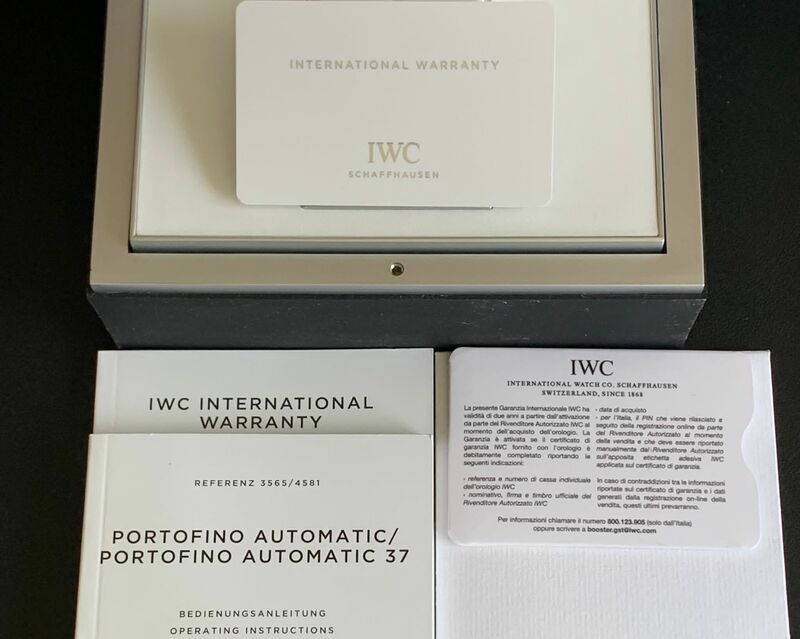 INTERNATIONAL WARRANTY
IWC
SCHAFFHAUSEN
IWC INTERNATIONAL
WARRANTY
REFERENZ 3565/4581
PORTOFINO AUTOMATIC/
PORTOFINO AUTOMATIC 37
BEDIENUNGSANLEITUNG
OPERATING INSTRUCTIONS
IWC
INTERNATIONAL WATCH CO. SCHAFFHAUSEN
SWITZERLAND, SINCE 1868
La presente Garanzia Internazionale IWC ha
validità di due anni a partire dall'attivazione
da parte del Rivenditore Autorizzato IWC al
momento dell'acquisto dell'orologio. La
Garanzia è attivata se il certificato di
garanzia IWC fornito con l'orologio è
debitamente completato riportando le
seguenti indicazioni:
- referenza e numero di cassa individuale
dell'orologio IWC
- nominativo, firma e timbro ufficiale del
Rivenditore Autorizzato IWC
- data di acquisto
- per l'Italia, il PIN che viene rilasciato a
seguito della registrazione online da parte
del Rivenditore Autorizzato al momento
della vendita e che deve essere riportato
manualmente dal Rivenditore Autorizzato
sull'apposita etichetta adesiva IWC
applicata sul certificato di garanzia.
In caso di contraddizioni tra le informazioni
riportate sul certificato di garanzia e i dati
generati dalla registrazione on-line della
vendita, questi ultimi prevarranno.
Per informazioni chiamare il numero 800.123.905 (solo dall'Italia)
oppure scrivere a booster.gst@iwc.com